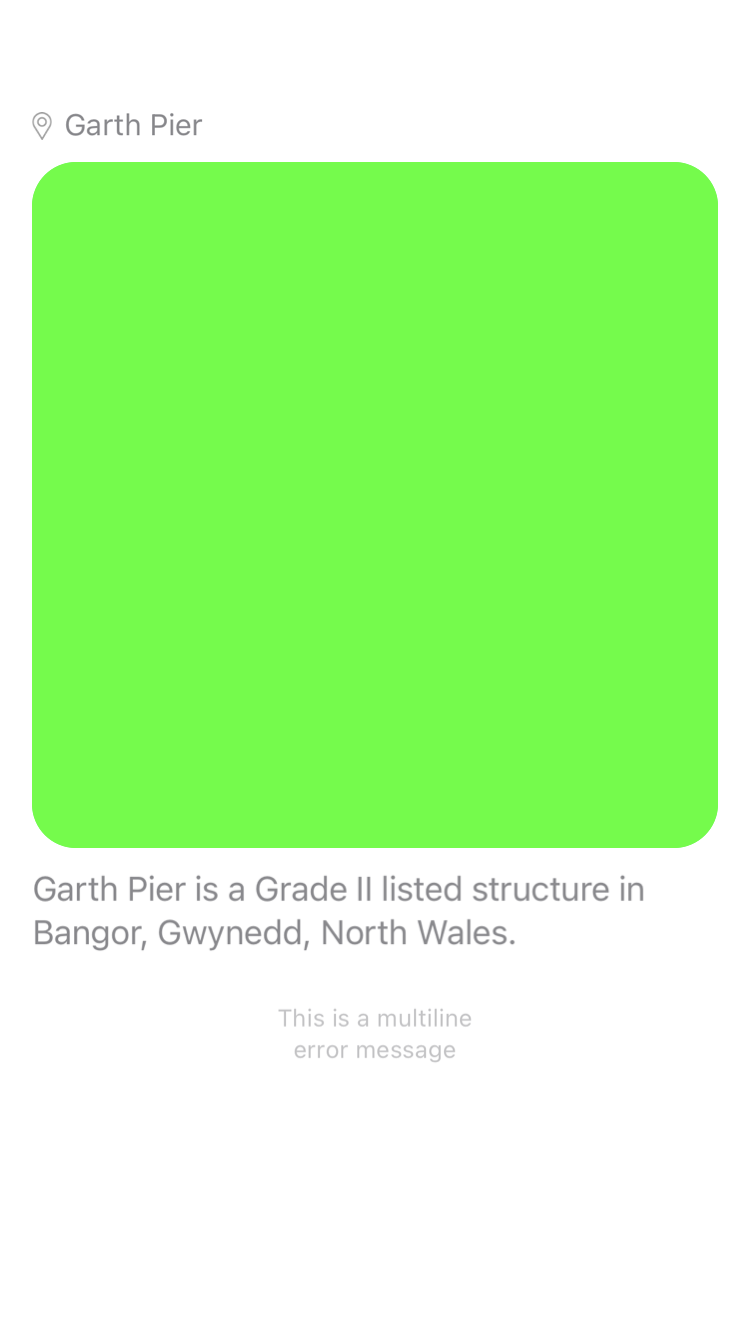 Garth Pier
Garth Pier is a Grade II listed structure in
Bangor, Gwynedd, North Wales.
This is a multiline
error message